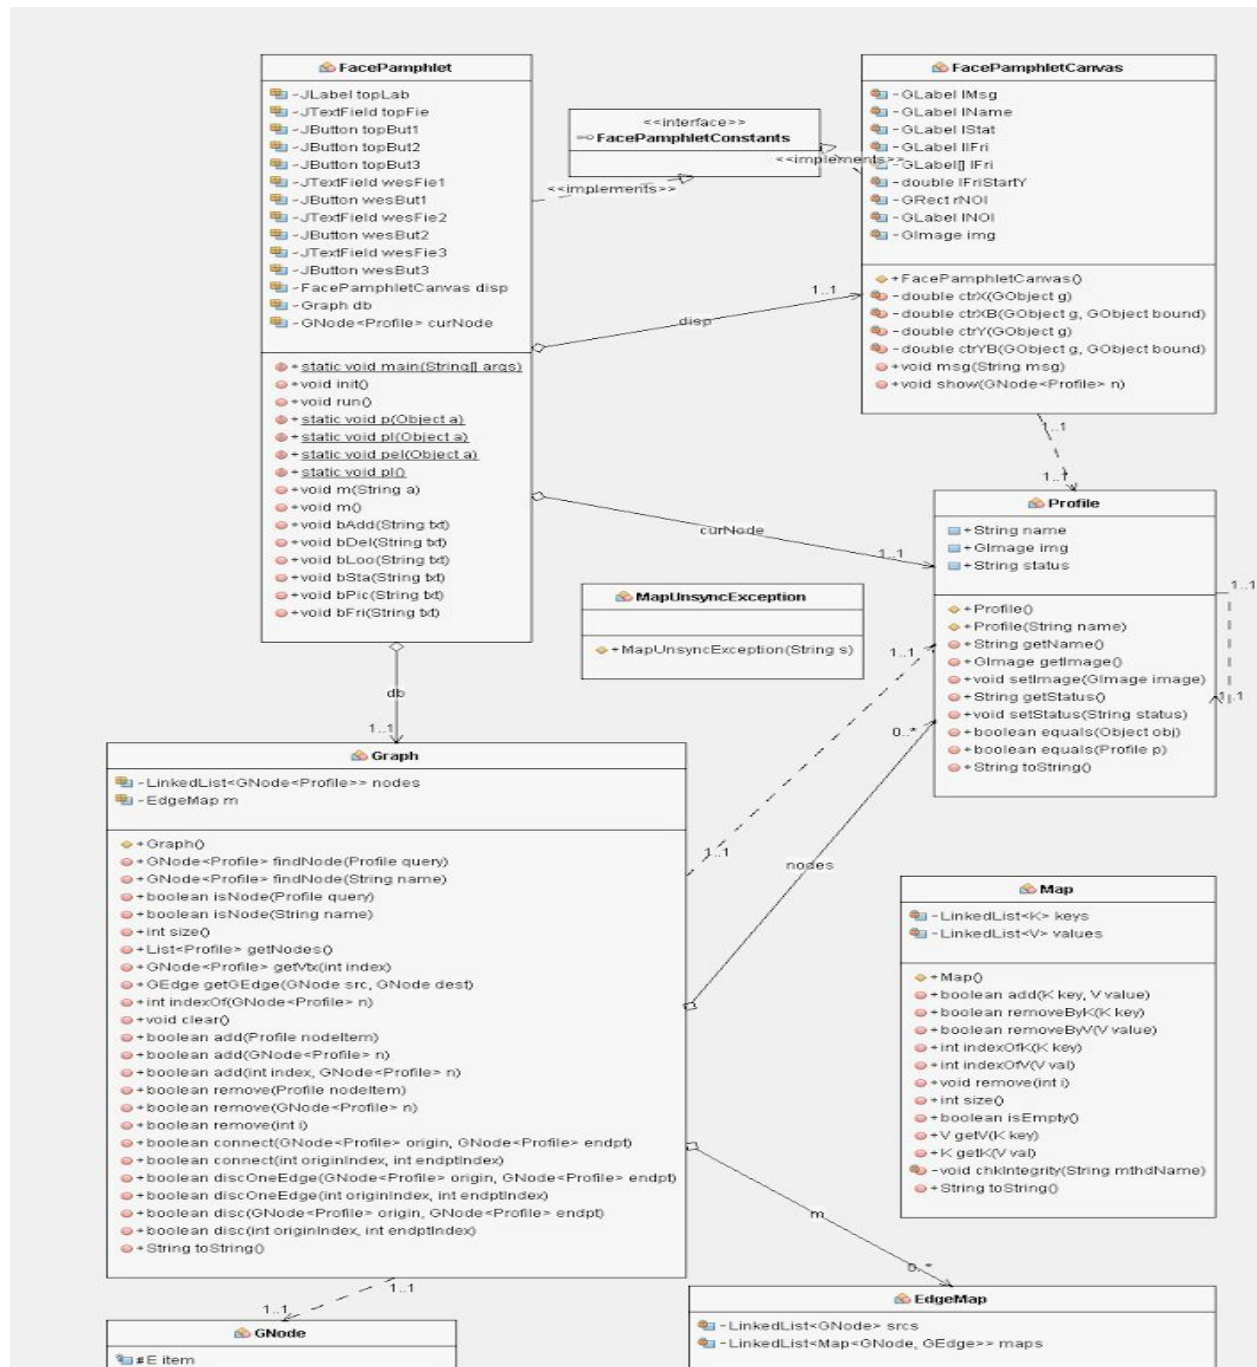 FacePamphlet
-JLabel topLab
-JTextField topFie
-JButton topBut1
-JButton topBut2
-JButton topBut3
-JTextField wesFie1
-JButton wesBut1
-JTextField wesFie2
-JButton wesBut2
-JTextField wesFie3
-JButton wesBut3
-FacePamphletCanvas disp
-Graph db
-GNode<Profile> curNode
+static void main(String[] args)
+void init()
+void run()
+static void p(Object a)
+static void pl(Object a)
+static void pel(Object a)
+static void pl()
+void m(String a)
+void m()
+void bAdd(String txt)
+void bDel(String txt)
+void bLoo(String txt)
+void bSta(String txt)
+void bPic(String txt)
+void bFri(String txt)
<<interface>>
FacePamphletConstants
<<implements>>
<<implements>>
FacePamphletCanvas
-GLabel lMsg
-GLabel lName
-GLabel lStat
-GLabel llFri
-GLabel[] lFri
-double lFriStartY
-GRect rNOI
-GLabel lNOI
-GImage img
+FacePamphletCanvas()
-double ctrX(GObject g)
-double ctrXB(GObject g, GObject bound)
-double ctrY(GObject g)
-double ctrYB(GObject g, GObject bound)
+void msg(String msg)
+void show(GNode<Profile> n)
1..1
disp
1..1
1..1
curNode
1..1
Profile
+String name
+GImage img
+String status
+Profile()
+Profile(String name)
+String getName()
+GImage getImage()
+void setImage(GImage image)
+String getStatus()
+void setStatus(String status)
+boolean equals(Object obj)
+boolean equals(Profile p)
+String toString()
1..1
1..1
MapUnsyncException
+MapUnsyncException(String s)
1..1
0..*
db
1..1
Graph
-LinkedList<GNode<Profile>> nodes
-EdgeMap m
+Graph()
+GNode<Profile> findNode(Profile query)
+GNode<Profile> findNode(String name)
+boolean isNode(Profile query)
+boolean isNode(String name)
+int size()
+List<Profile> getNodes()
+GNode<Profile> getVtx(int index)
+GEdge getGEdge(GNode src, GNode dest)
+int indexOf(GNode<Profile> n)
+void clear()
+boolean add(Profile nodeItem)
+boolean add(GNode<Profile> n)
+boolean add(int index, GNode<Profile> n)
+boolean remove(Profile nodeItem)
+boolean remove(GNode<Profile> n)
+boolean remove(int i)
+boolean connect(GNode<Profile> origin, GNode<Profile> endpt)
+boolean connect(int originIndex, int endptIndex)
+boolean discOneEdge(GNode<Profile> origin, GNode<Profile> endpt)
+boolean discOneEdge(int originIndex, int endptIndex)
+boolean disc(GNode<Profile> origin, GNode<Profile> endpt)
+boolean disc(int originIndex, int endptIndex)
+String toString()
1..1
nodes
Map
-LinkedList<K> keys
-LinkedList<V> values
+Map()
+boolean add(K key, V value)
+boolean removeByK(K key)
+boolean removeByV(V value)
+int indexOfK(K key)
+int indexOfV(V val)
+void remove(int i)
+int size()
+boolean isEmpty()
+V getV(K key)
+K getK(V val)
-void chkIntegrity(String mthdName)
+String toString()
m
0..*
1..1
1..1
GNode
#E item
EdgeMap
-LinkedList<GNode> srcs
-LinkedList<Map<GNode, GEdge>> maps